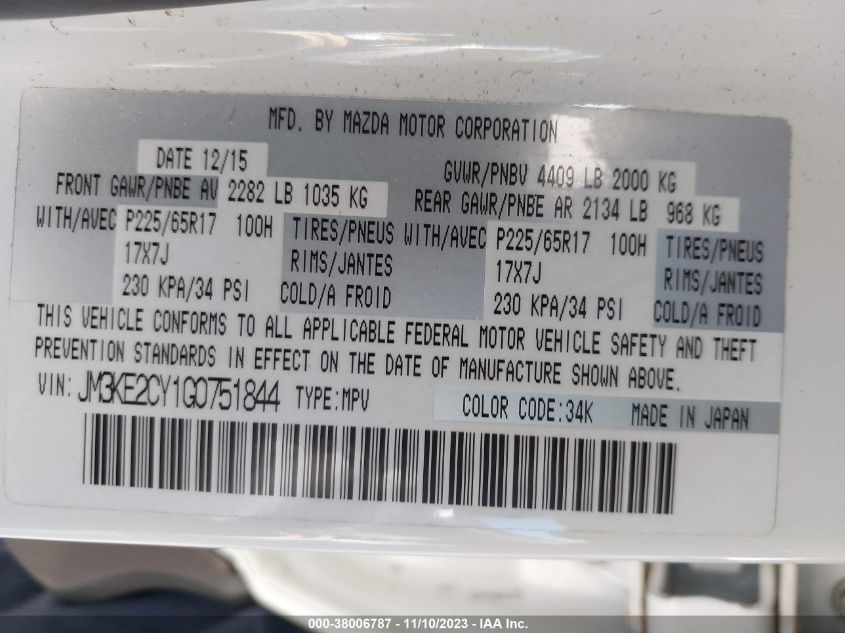 MFD. BY MAZDA MOTOR CORPORATION
DATE 12/15 GVWR/PNBV 4409 LB 2000 KG
FRONT GAWR/PNBE AV 2282 LB 1035 KG REAR GAWR/PNBE AR 2134 LB 968 KG
WITH/AVEC P225/65R17 100H TIRES/PNEUS WITH/AVEC P225/65R17 100H TIRES/PNEUS
17X7J RIMS/JANTES 17X7J RIMS/JANTES
230 KPA/34 PSI COLD/A FROID 230 KPA/34 PSI COLD/A FROID
THIS VEHICLE CONFORMS TO ALL APPLICABLE FEDERAL MOTOR VEHICLE SAFETY AND THEFT
PREVENTION STANDARDS IN EFFECT ON THE DATE OF MANUFACTURE SHOWN ABOVE.
VIN: JM3KE2CY1G0751844 TYPE:MPV COLOR CODE:34K MADE IN JAPAN
000-38006787 - 11/10/2023 - IAA Inc.